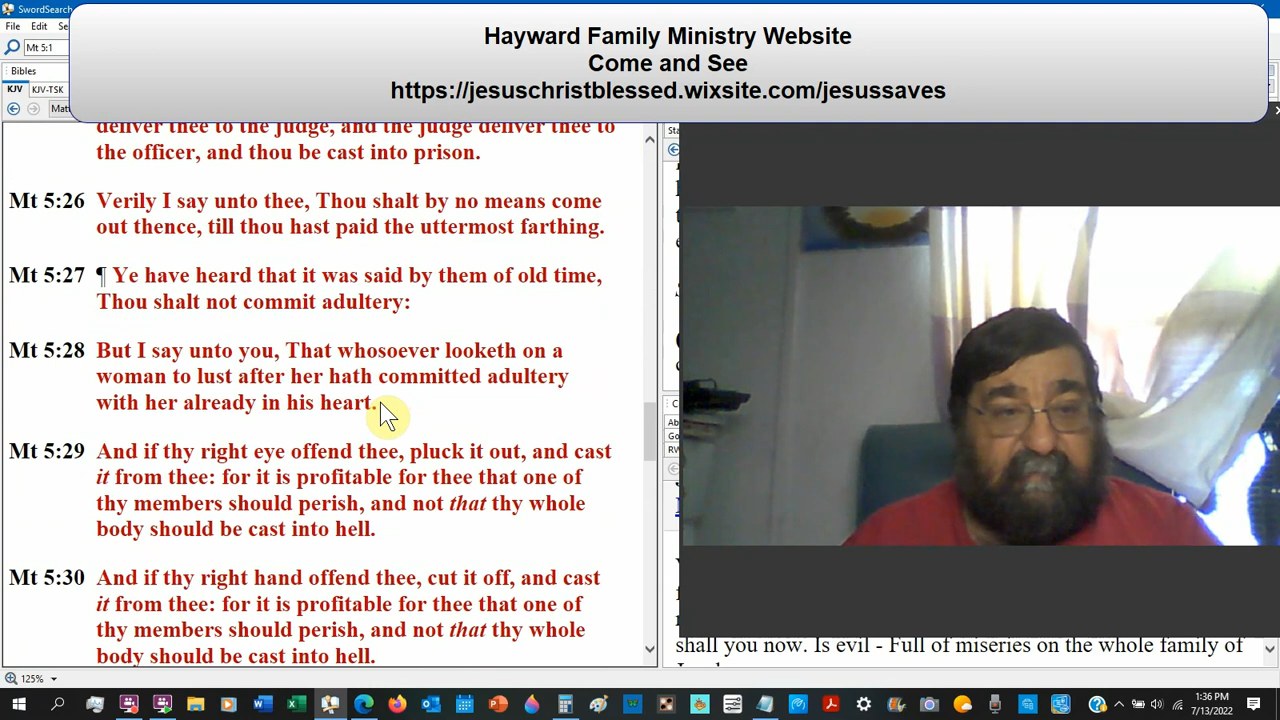 SwordSearch
Hayward Family Ministry Website
Come and See
https://jesuschristblessed.wixsite.com/jesussaves
File Edit Se
Mt 5:1
Bibles
KJV KJV-TSK
deliver thee to the judge, and the judge deliver thee to
the officer, and thou be cast into prison.
Mt 5:26 Verily I say unto thee, Thou shalt by no means come
out thence, till thou hast paid the uttermost farthing.
Mt 5:27 ¶ Ye have heard that it was said by them of old time,
Thou shalt not commit adultery:
Mt 5:28 But I say unto you, That whosoever looketh on a
woman to lust after her hath committed adultery
with her already in his heart.
Mt 5:29 And if thy right eye offend thee, pluck it out, and cast
it from thee: for it is profitable for thee that one of
thy members should perish, and not that thy whole
body should be cast into hell.
Mt 5:30 And if thy right hand offend thee, cut it off, and cast
it from thee: for it is profitable for thee that one of
thy members should perish, and not that thy whole
body should be cast into hell.
shall you now. Is evil - Full of miseries on the whole family of
125%
1:36 PM
7/13/2022